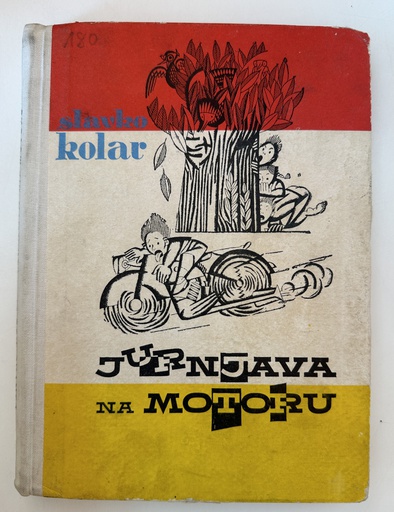 180
slavko
kolar
JURNJAVA
NA MOTORU